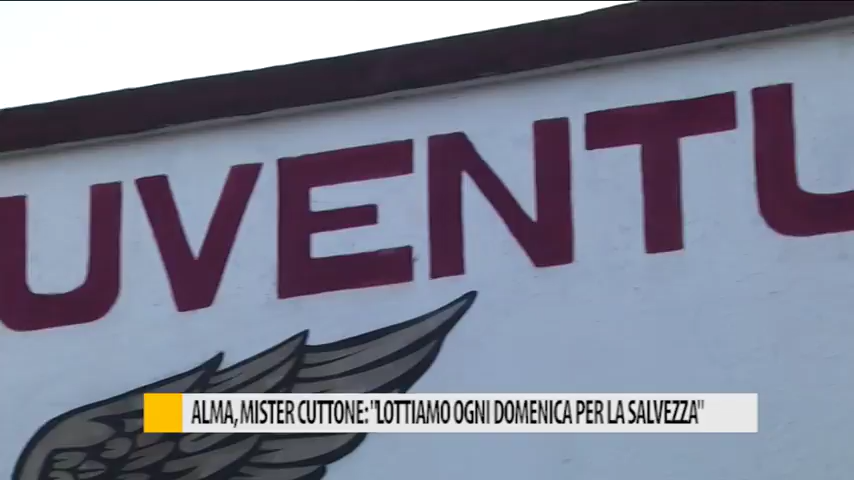 UVENTU
ALMA, MISTER CUTTONE: "LOTTIAMO OGNI DOMENICA PER LA SALVEZZA"